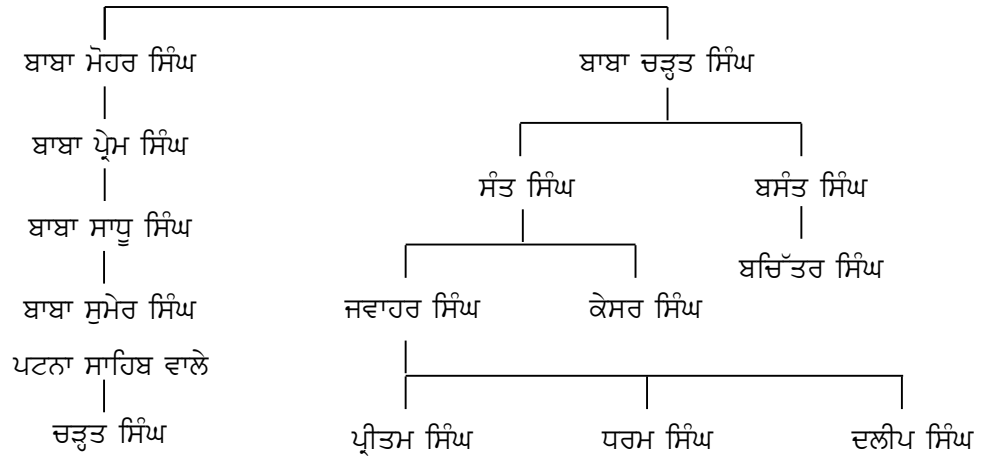 ਬਾਬਾ ਮੋਹਰ ਸਿੰਘ
ਬਾਬਾ ਚੜ੍ਹਤ ਸਿੰਘ
ਬਾਬਾ ਪ੍ਰੇਮ ਸਿੰਘ
ਸੰਤ ਸਿੰਘ
ਬਸੰਤ ਸਿੰਘ
ਬਾਬਾ ਸਾਧੂ ਸਿੰਘ
ਬਚਿੱਤਰ ਸਿੰਘ
ਬਾਬਾ ਸੁਮੇਰ ਸਿੰਘ
ਜਵਾਹਰ ਸਿੰਘ
ਕੇਸਰ ਸਿੰਘ
ਪਟਨਾ ਸਾਹਿਬ ਵਾਲੇ
ਚੜ੍ਹਤ ਸਿੰਘ
ਪ੍ਰੀਤਮ ਸਿੰਘ
ਧਰਮ ਸਿੰਘ
ਦਲੀਪ ਸਿੰਘ